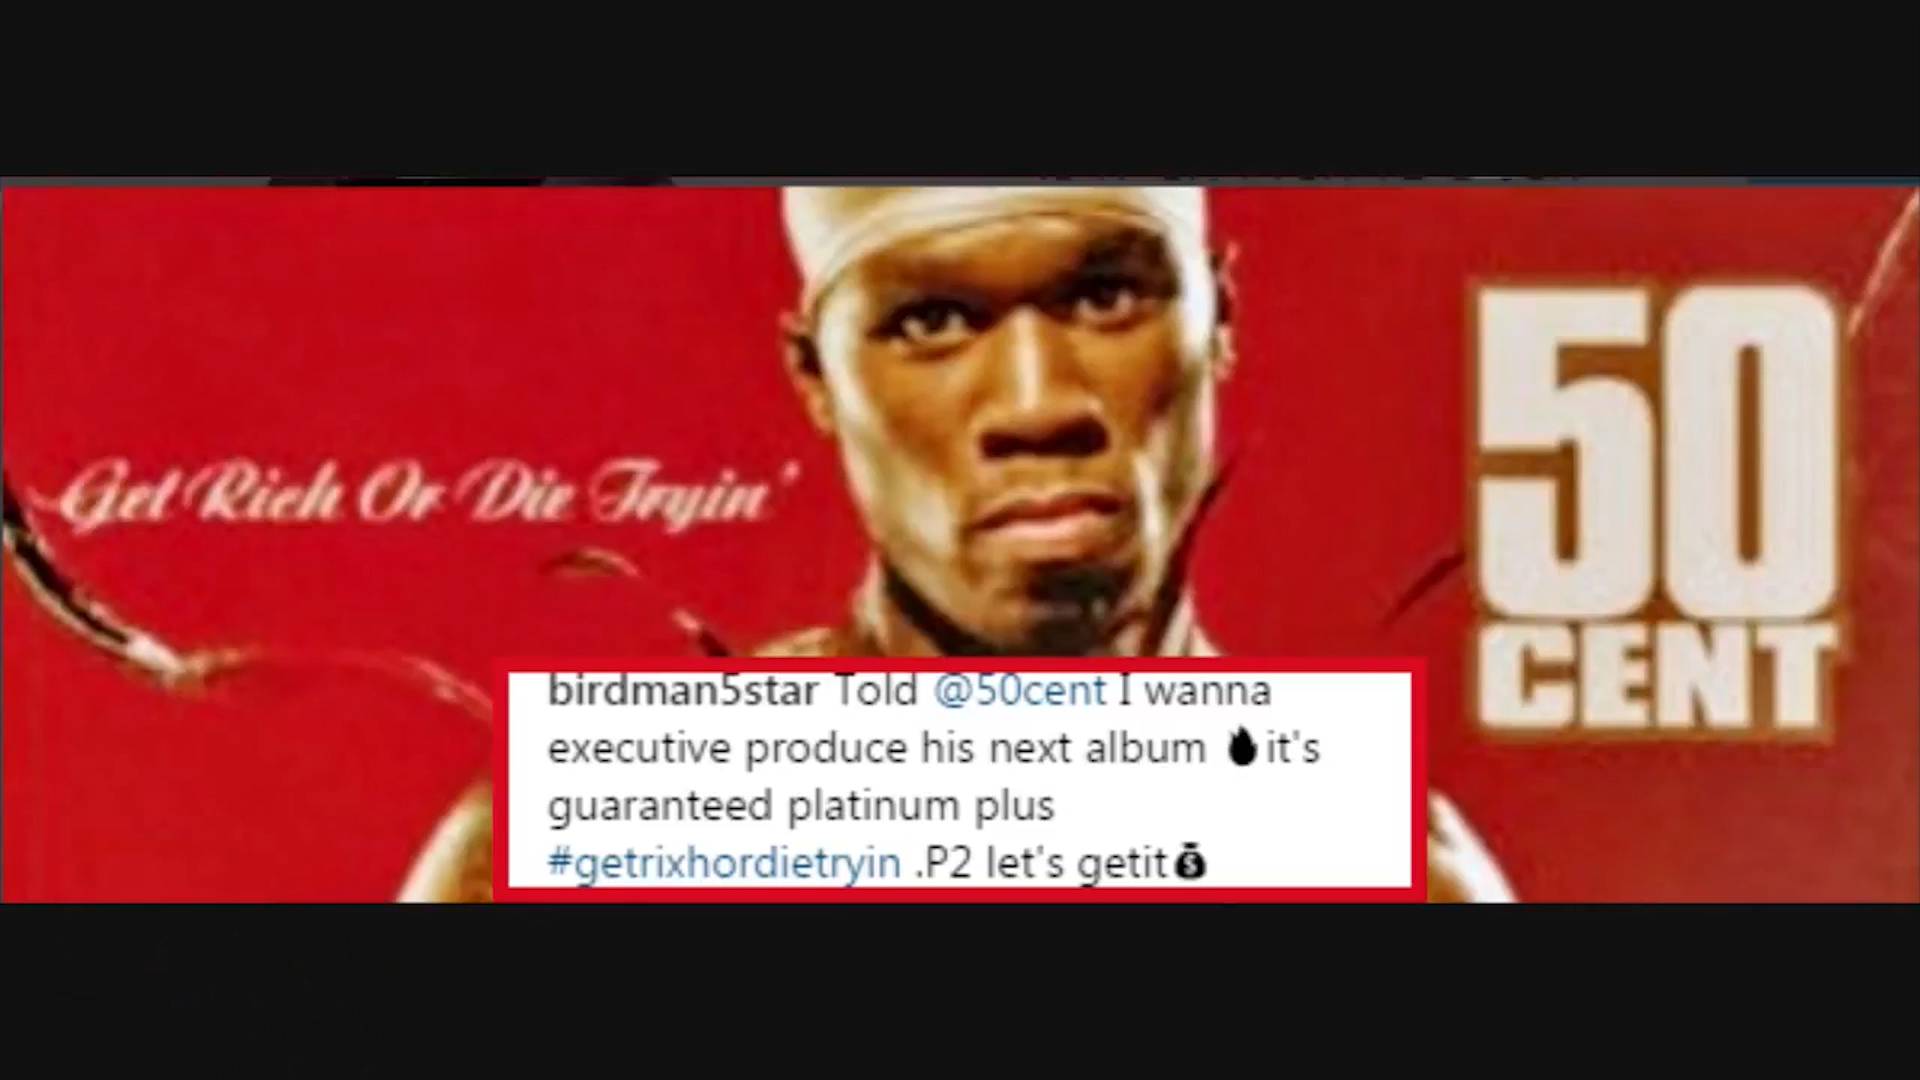 Get Rich Or Die Tryin'
50
CENT
birdman5star Told @50cent I wanna
executive produce his next album 🔥it's
guaranteed platinum plus
#getrixhordietryin .P2 let's getit💰